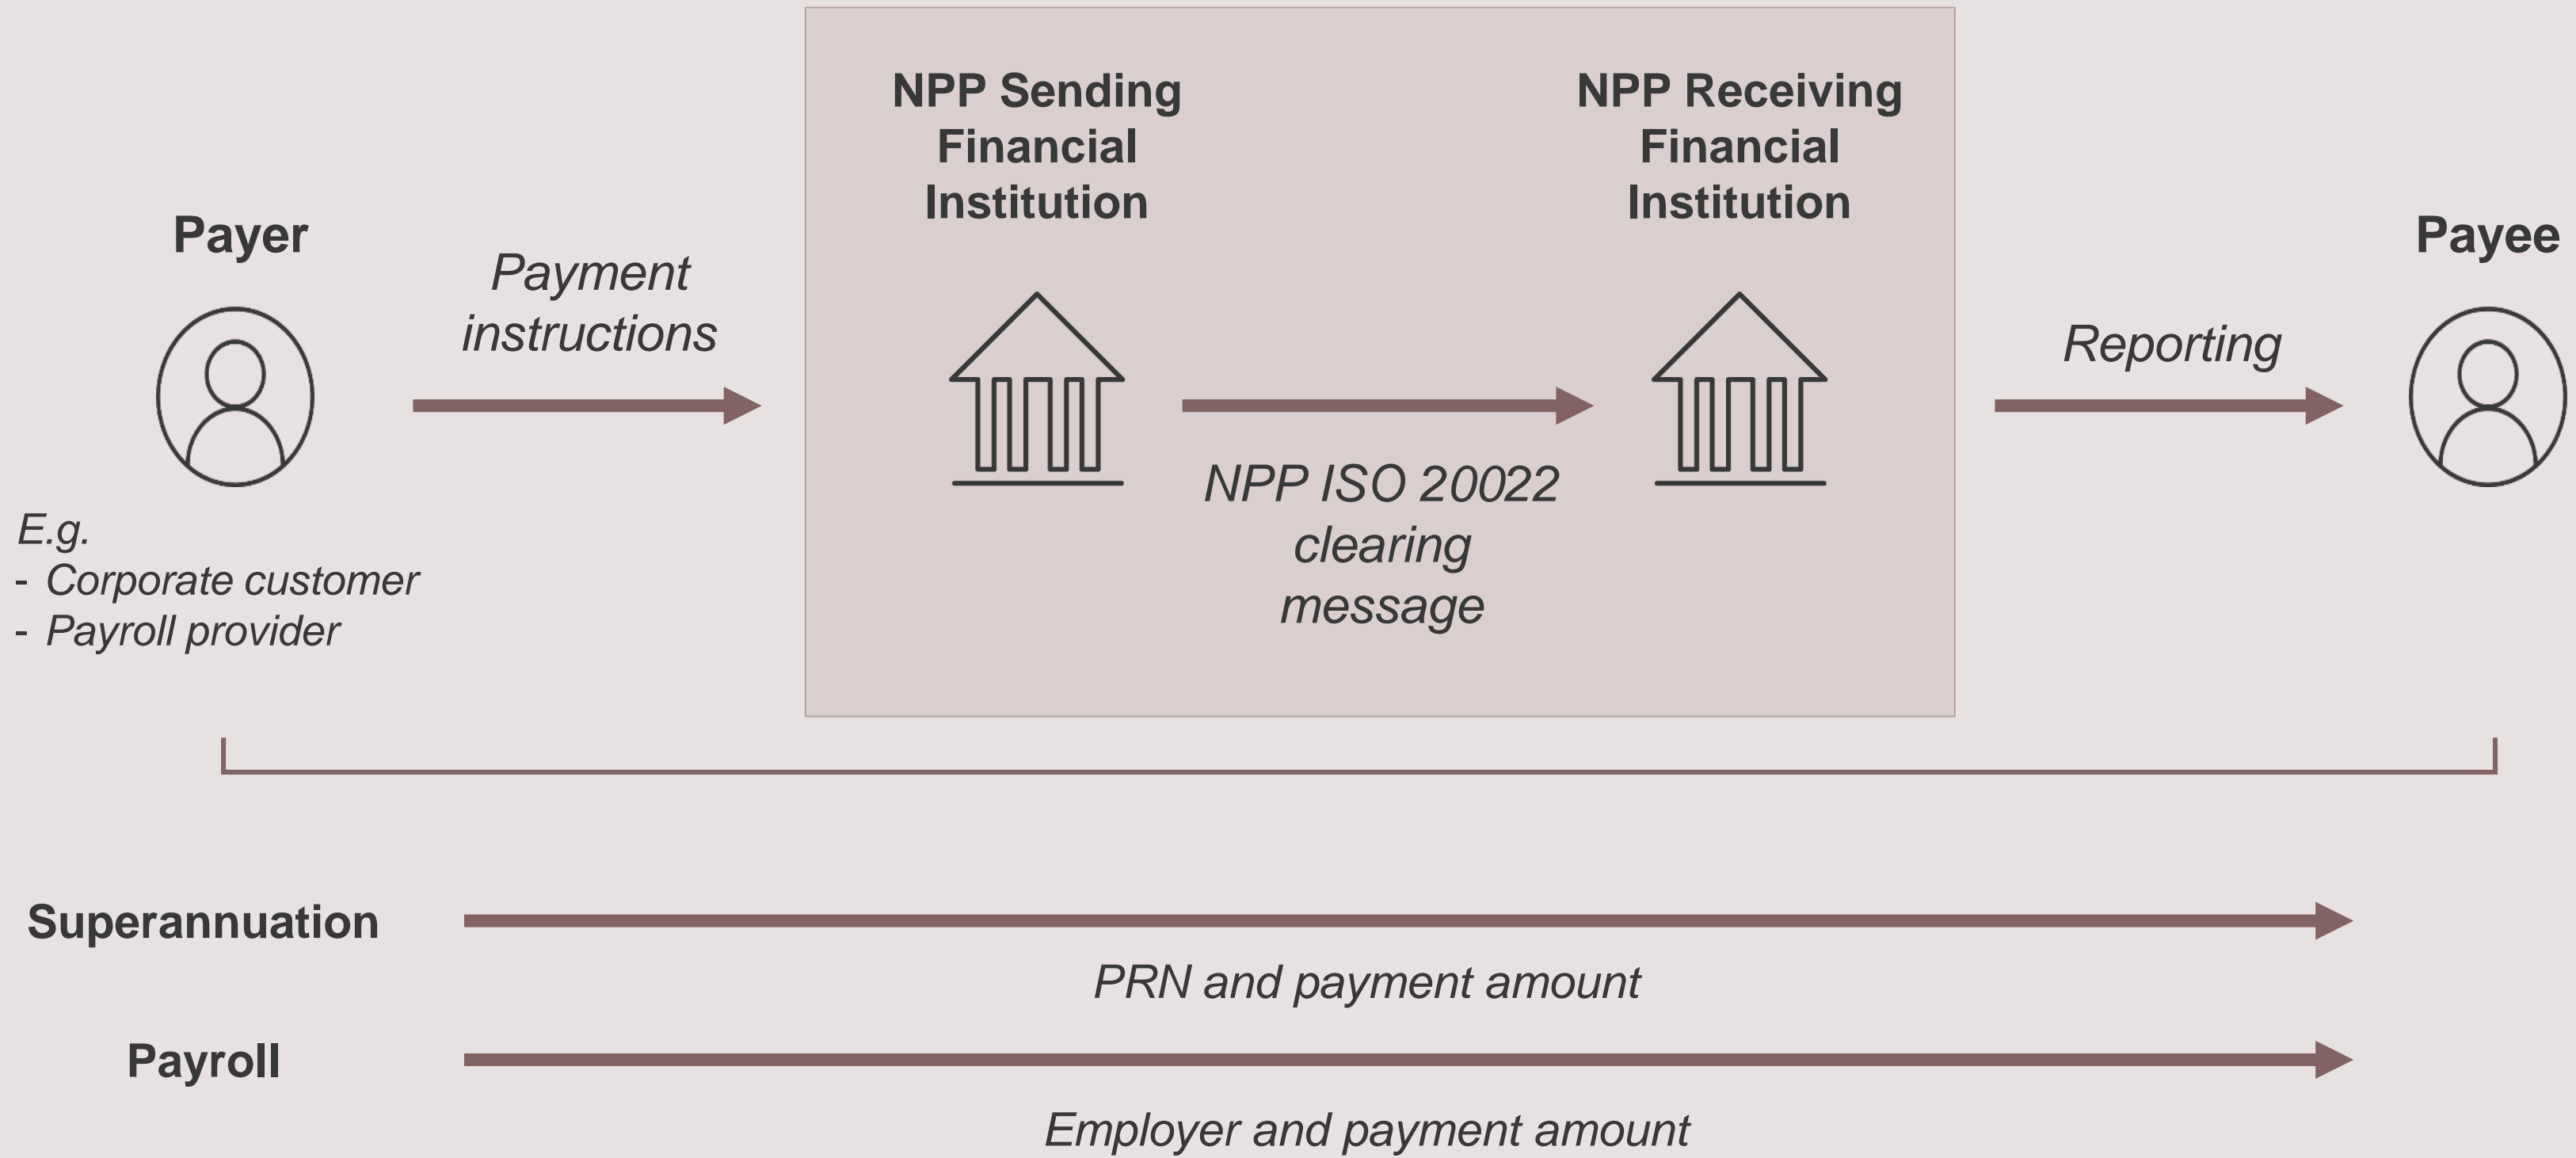 Payer
Payment
instructions
E.g.
- Corporate customer
- Payroll provider
NPP Sending
Financial
Institution
NPP ISO 20022
clearing
message
NPP Receiving
Financial
Institution
Reporting
Payee
Superannuation
PRN and payment amount
Payroll
Employer and payment amount